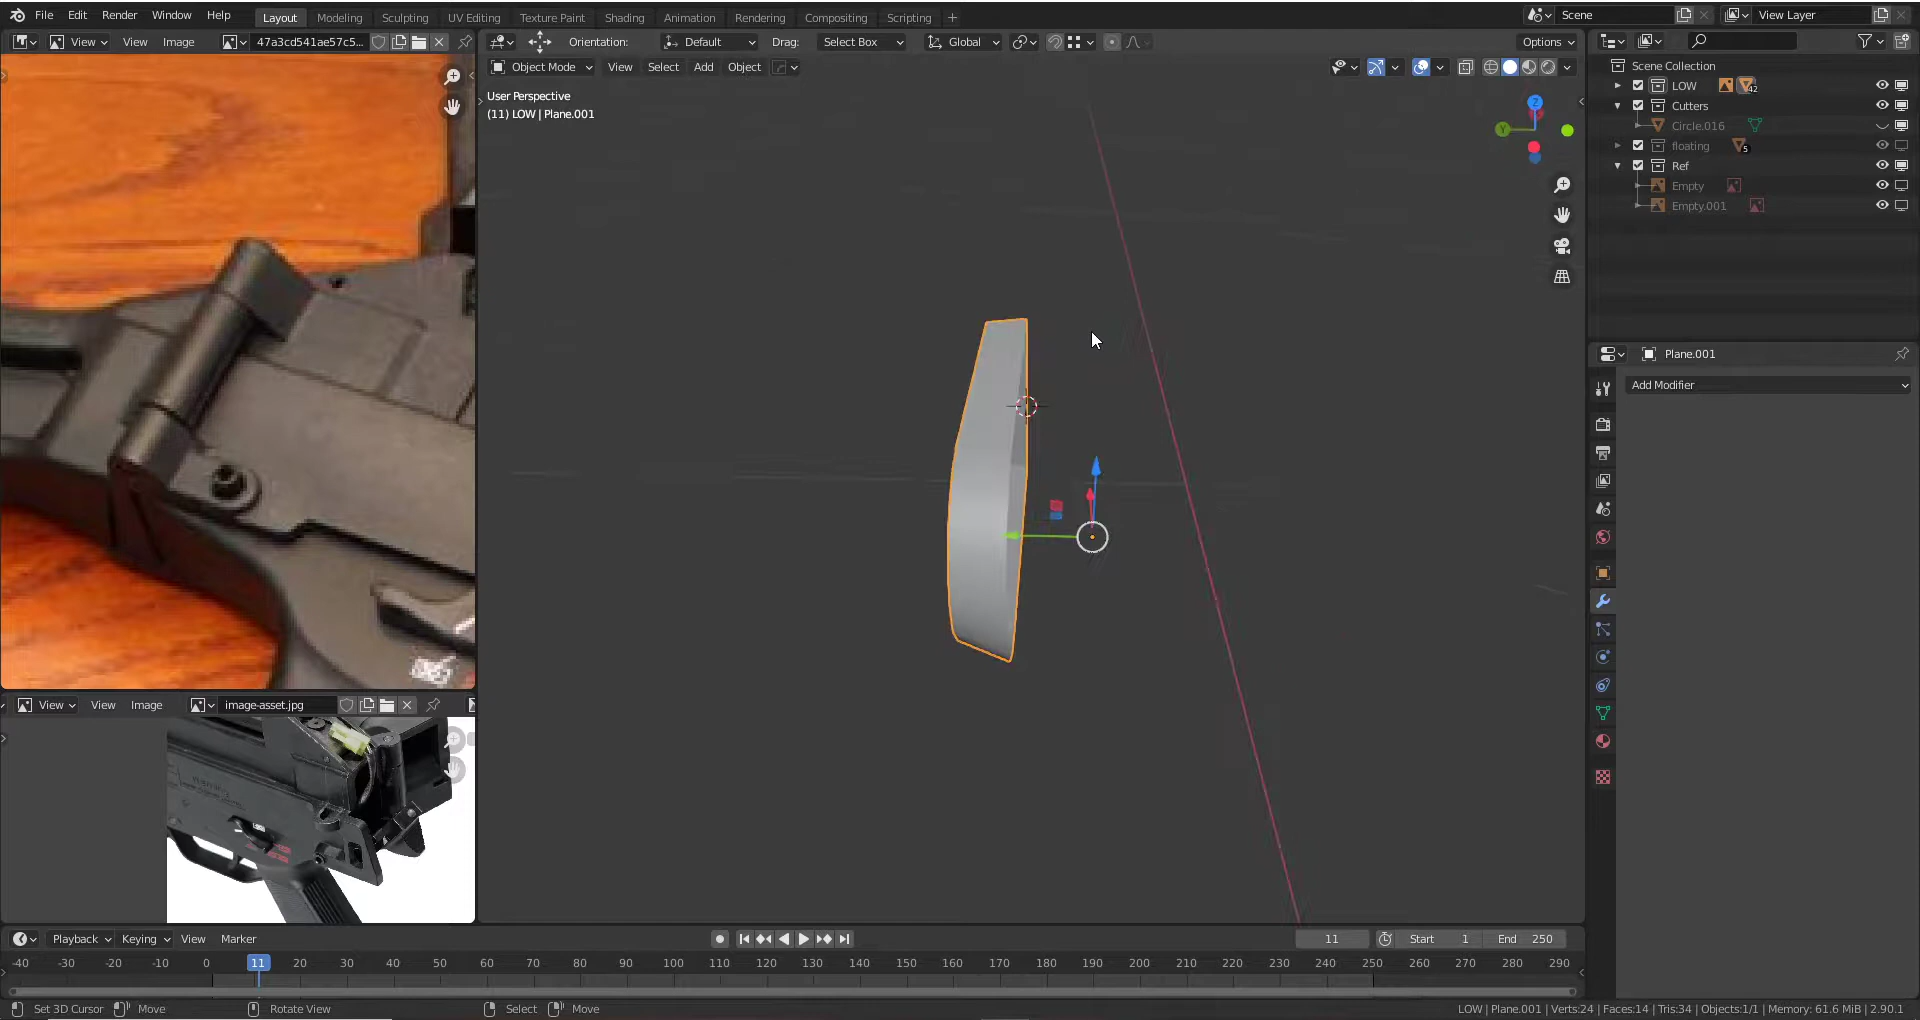 File Edit Render Window Help Layout Modeling Sculpting UV Editing Texture Paint Shading Animation Rendering Compositing Scripting + Scene View Layer
View View Image 47a3cd541ae57c5... Orientation: Default Drag: Select Box Global Options
Object Mode View Select Add Object
User Perspective
(11) LOW | Plane.001
Z
Y
Scene Collection
LOW 42
Cutters
Circle.016
floating 5
Ref
Empty
Empty.001
Plane.001
Add Modifier
View View Image image-asset.jpg
Playback Keying View Marker 11 Start 1 End 250
-40 -30 -20 -10 0 11 20 30 40 50 60 70 80 90 100 110 120 130 140 150 160 170 180 190 200 210 220 230 240 250 260 270 280 290
Set 3D Cursor Move Rotate View Select Move LOW | Plane.001 | Verts:24 | Faces:14 | Tris:34 | Objects:1/1 | Memory: 61.6 MiB | 2.90.1